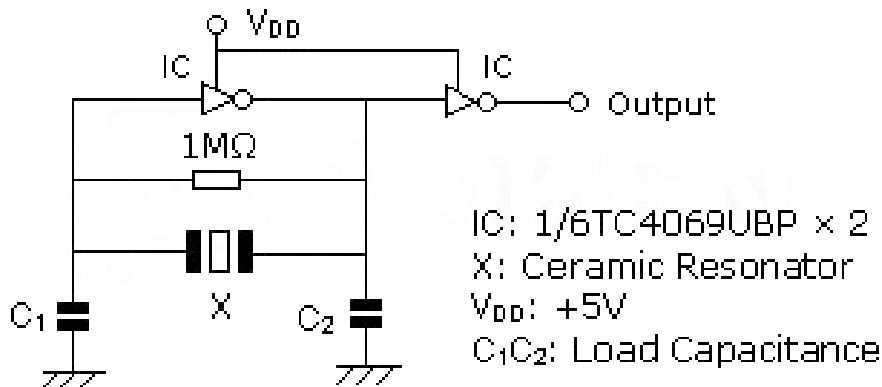 VDD
IC
IC
Output
1MΩ
X
C1
C2
IC: 1/6TC4069UBP × 2
X: Ceramic Resonator
VDD: +5V
C1C2: Load Capacitance